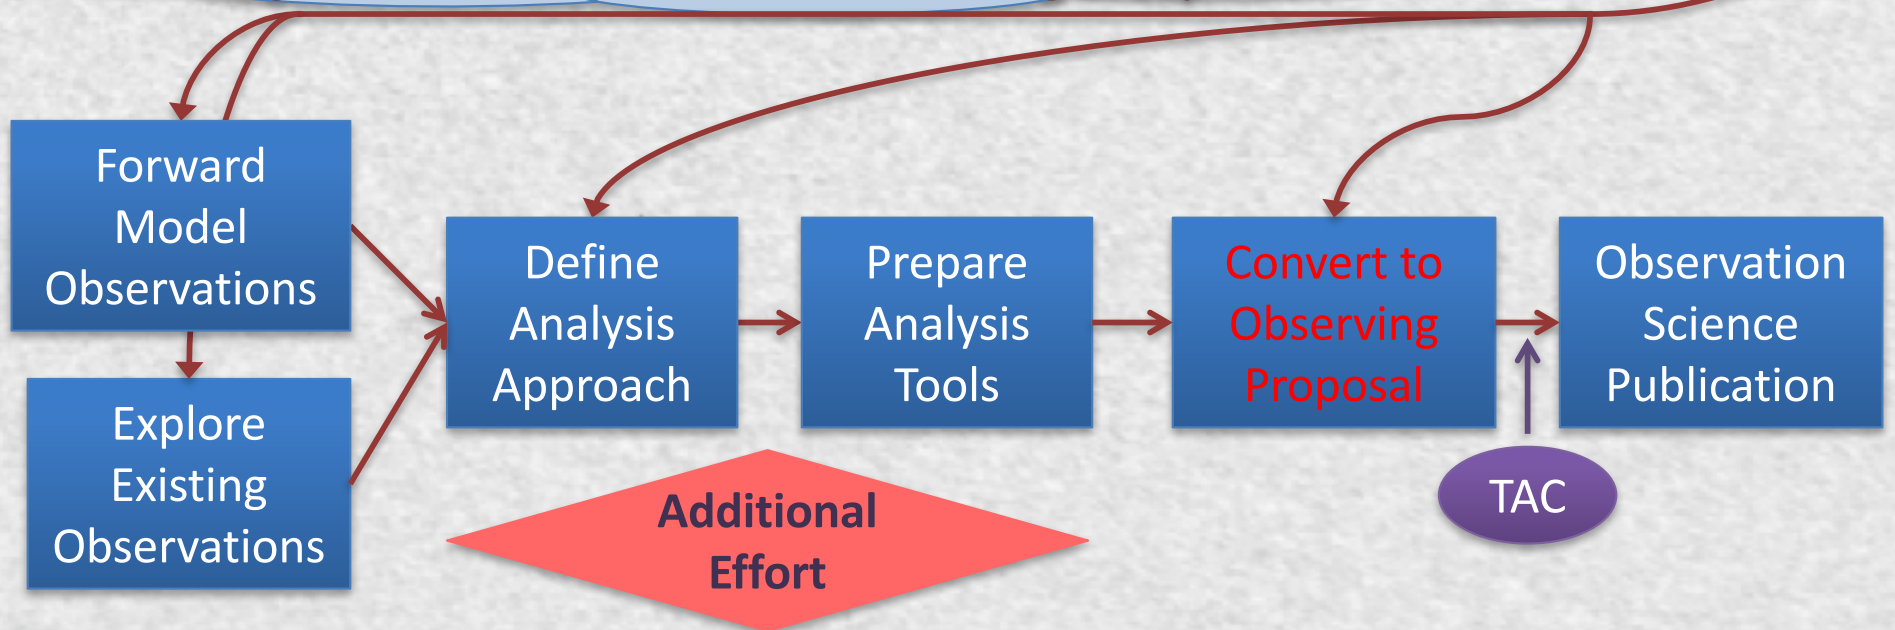 Forward
Model
Observations
Explore
Existing
Observations
Define
Analysis
Approach
Prepare
Analysis
Tools
Convert to
Observing
Proposal
Observation
Science
Publication
TAC
Additional
Effort